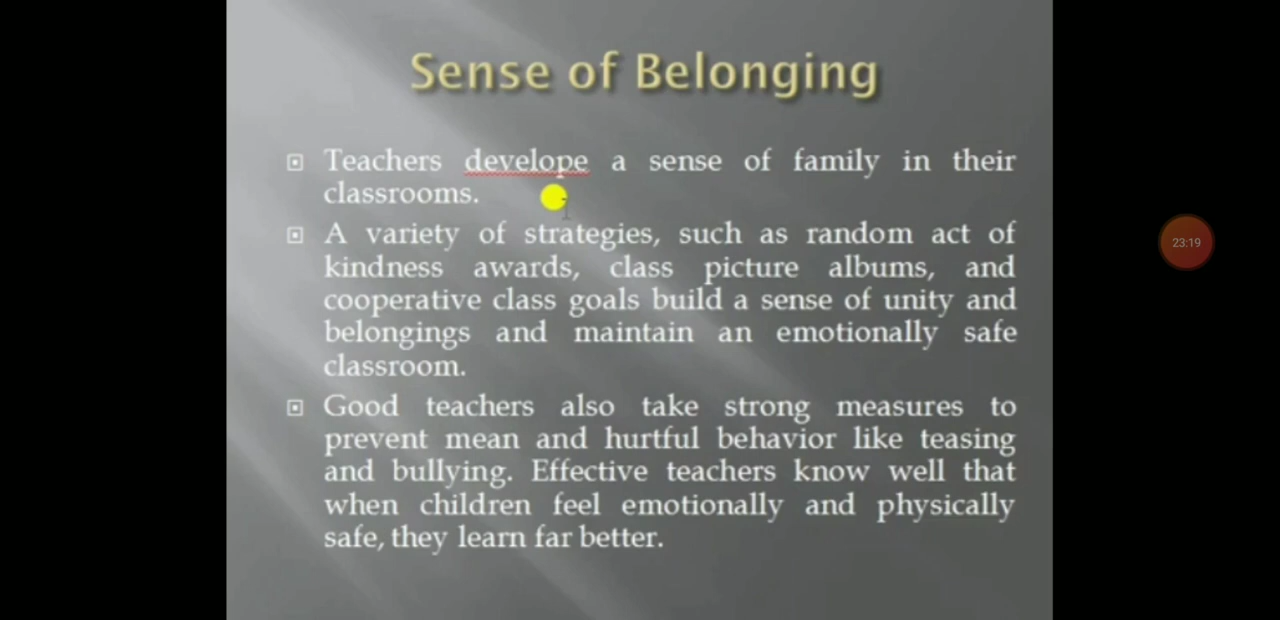 Sense of Belonging
Teachers develope a sense of family in their
classrooms.
A variety of strategies, such as random act of
kindness awards, class picture albums, and
cooperative class goals build a sense of unity and
belongings and maintain an emotionally safe
classroom.
Good teachers also take strong measures to
prevent mean and hurtful behavior like teasing
and bullying. Effective teachers know well that
when children feel emotionally and physically
safe, they learn far better.
23:19